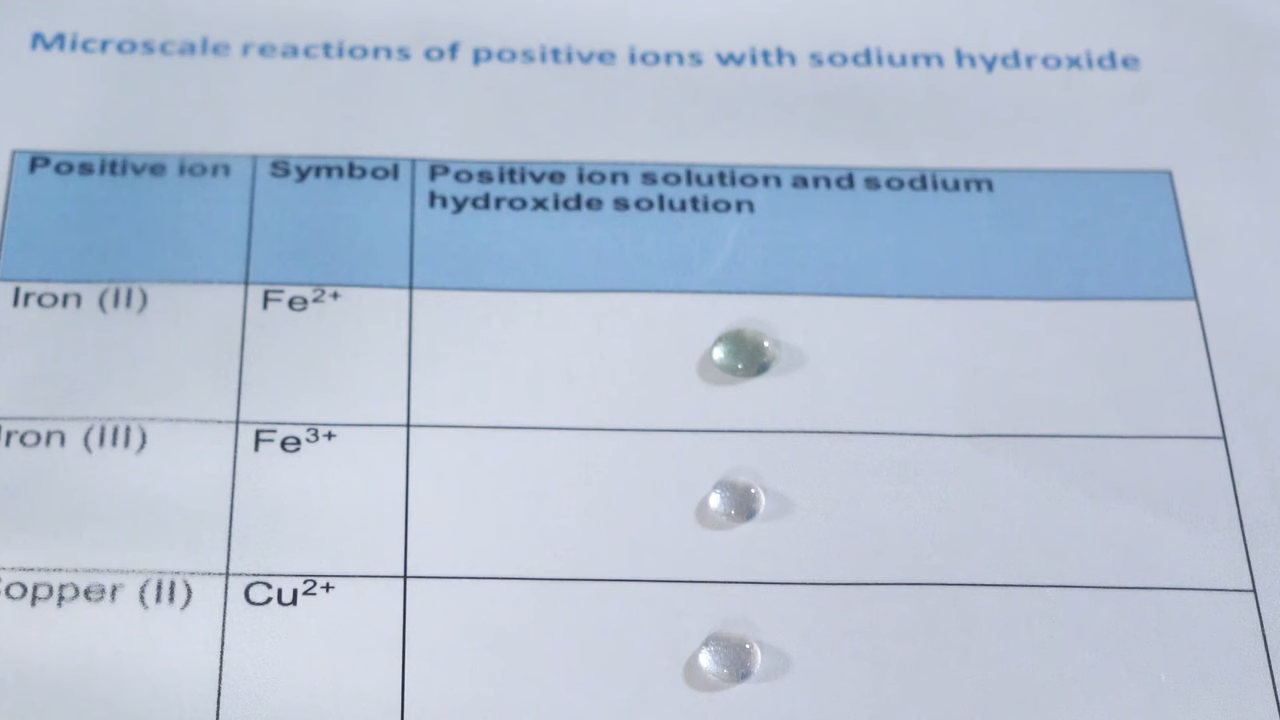 Microscale reactions of positive ions with sodium hydroxide
Positive ion
Symbol
Positive ion solution and sodium
hydroxide solution
Iron (II)
Fe²⁺
Iron (III)
Fe³⁺
opper (II)
Cu²⁺